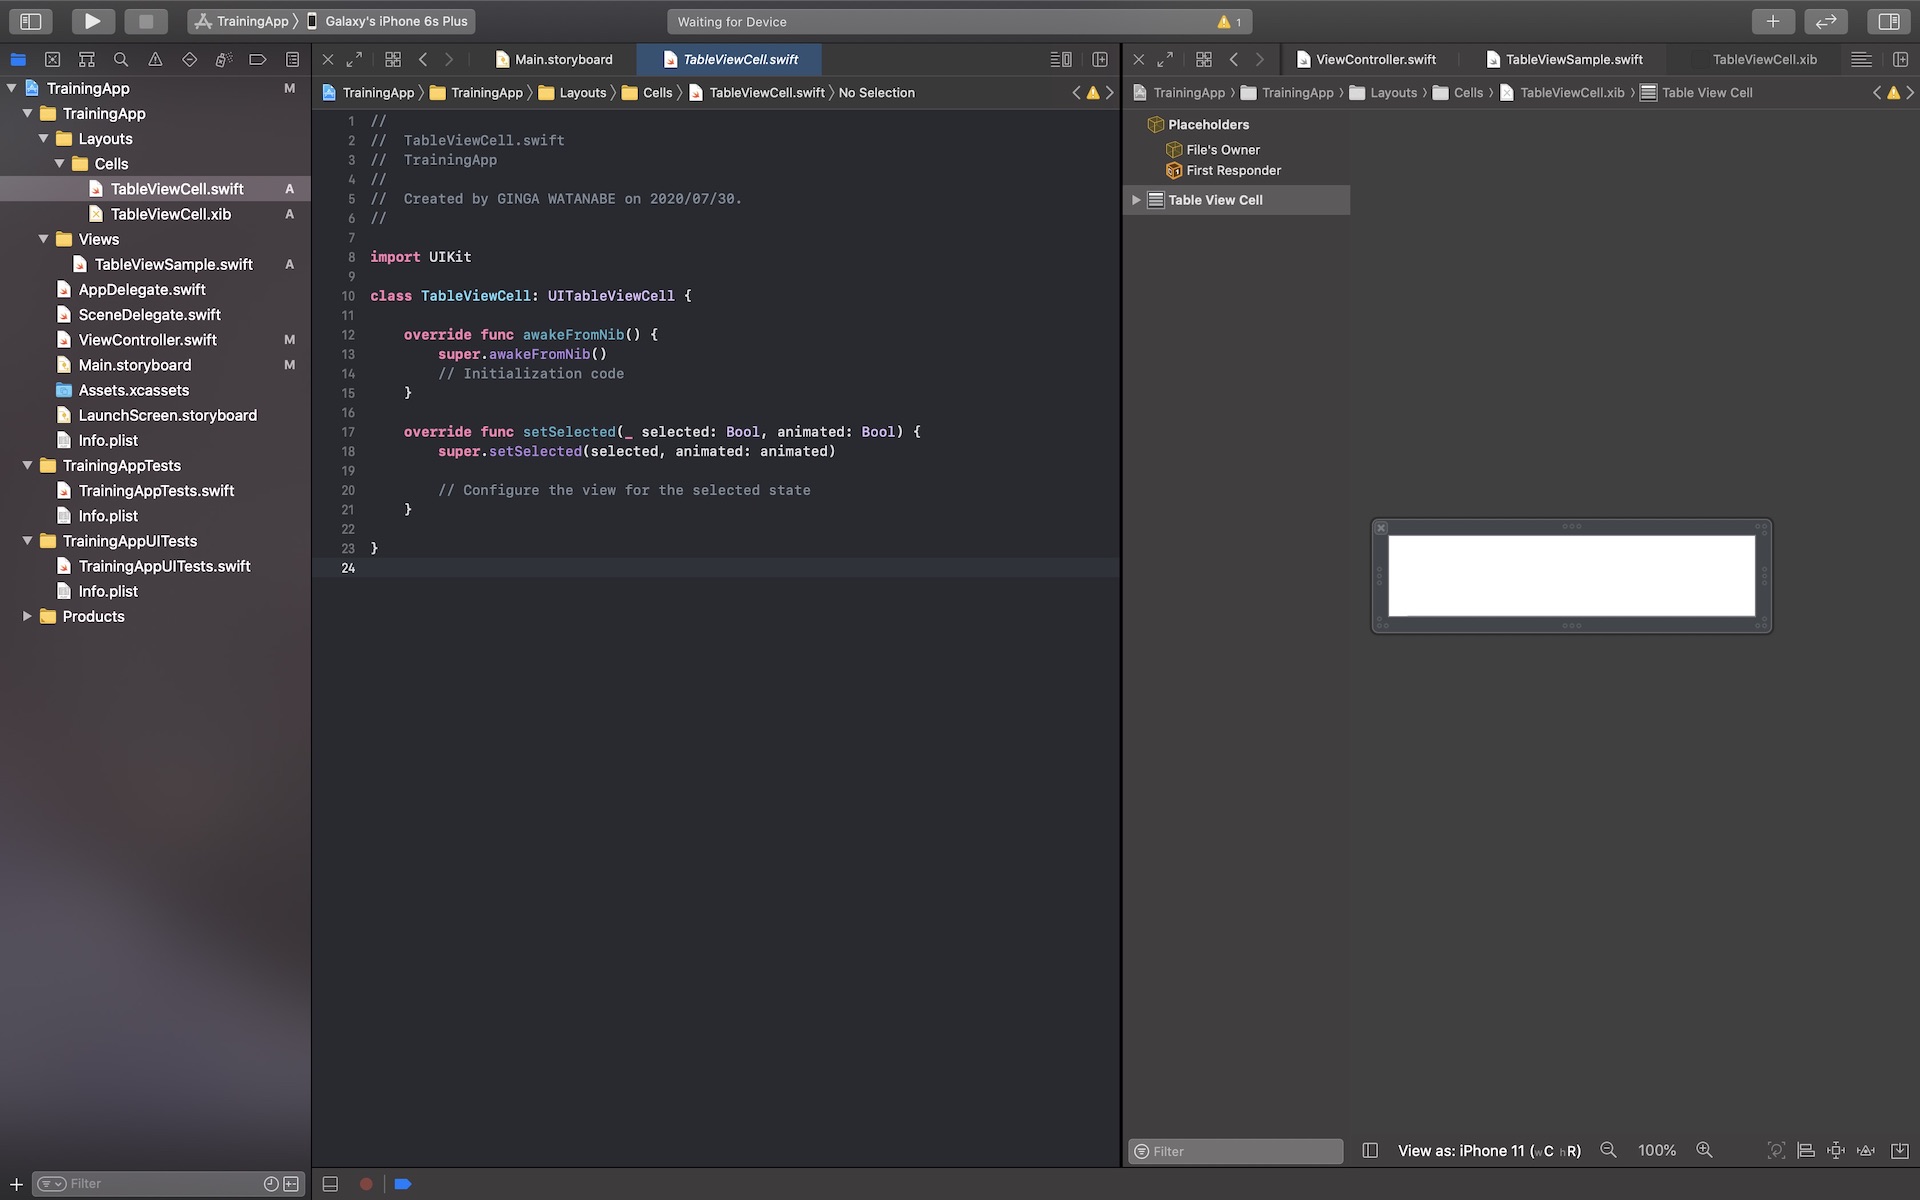 TrainingApp 〉 Galaxy's iPhone 6s Plus
Waiting for Device
1
TrainingApp M
TrainingApp
Layouts
Cells
TableViewCell.swift A
TableViewCell.xib A
Views
TableViewSample.swift A
AppDelegate.swift
SceneDelegate.swift
ViewController.swift M
Main.storyboard M
Assets.xcassets
LaunchScreen.storyboard
Info.plist
TrainingAppTests
TrainingAppTests.swift
Info.plist
TrainingAppUITests
TrainingAppUITests.swift
Info.plist
Products
Filter
Main.storyboard
TableViewCell.swift
TrainingApp 〉 TrainingApp 〉 Layouts 〉 Cells 〉 TableViewCell.swift 〉 No Selection
1 //
2 //  TableViewCell.swift
3 //  TrainingApp
4 //
5 //  Created by GINGA WATANABE on 2020/07/30.
6 //
7
8 import UIKit
9
10 class TableViewCell: UITableViewCell {
11
12     override func awakeFromNib() {
13         super.awakeFromNib()
14         // Initialization code
15     }
16
17     override func setSelected(_ selected: Bool, animated: Bool) {
18         super.setSelected(selected, animated: animated)
19
20         // Configure the view for the selected state
21     }
22
23 }
24
ViewController.swift
TableViewSample.swift
TableViewCell.xib
TrainingApp 〉 TrainingApp 〉 Layouts 〉 Cells 〉 TableViewCell.xib 〉 Table View Cell
Placeholders
File's Owner
First Responder
Table View Cell
Filter
View as: iPhone 11 (wC hR)
100%